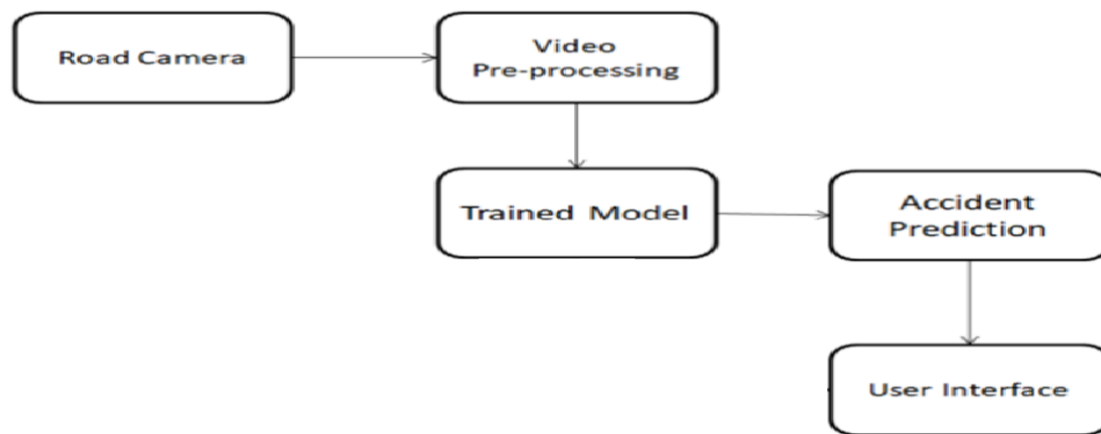 Road Camera
Video
Pre-processing
Trained Model
Accident
Prediction
User Interface